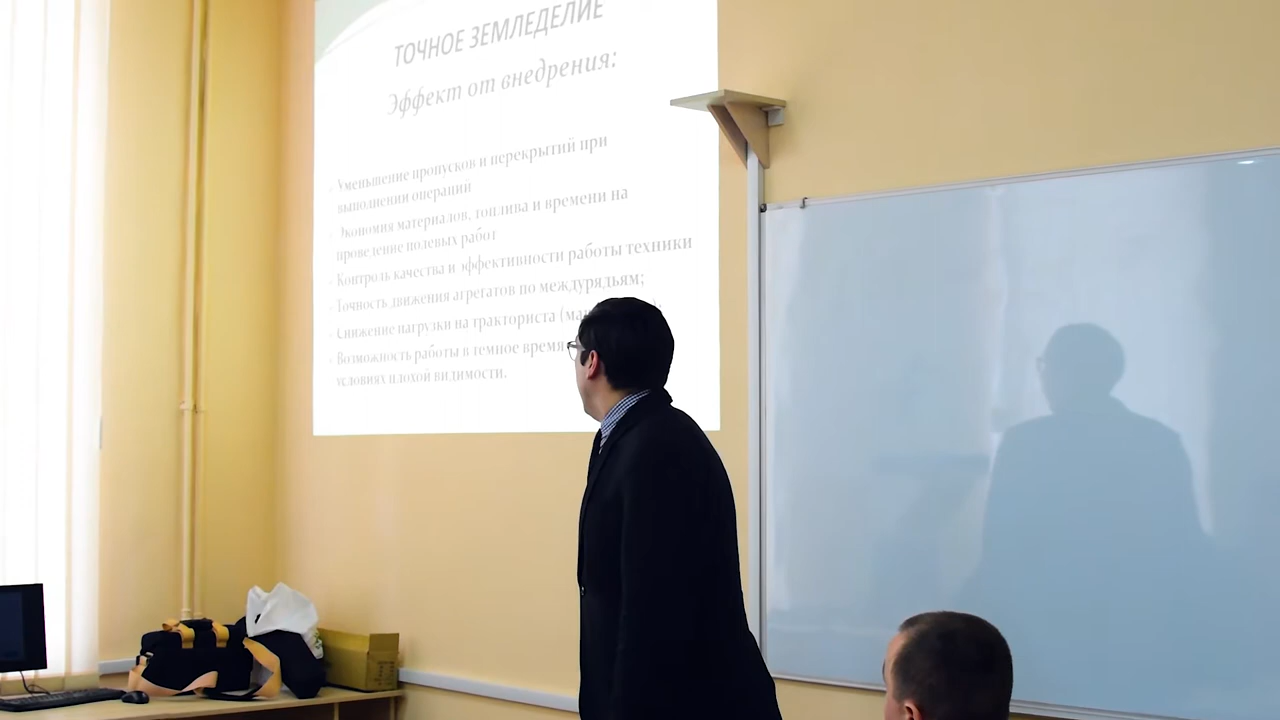 ТОЧНОЕ ЗЕМЛЕДЕЛИЕ
Эффект от внедрения:
- Уменьшение пропусков и перекрытий при
выполнении операций
- Экономия материалов, топлива и времени на
проведение полевых работ
- Контроль качества и эффективности работы техники
- Точность движения агрегатов по междурядьям;
- Снижение нагрузки на тракториста
- Возможность работы в темное время
условиях плохой видимости.